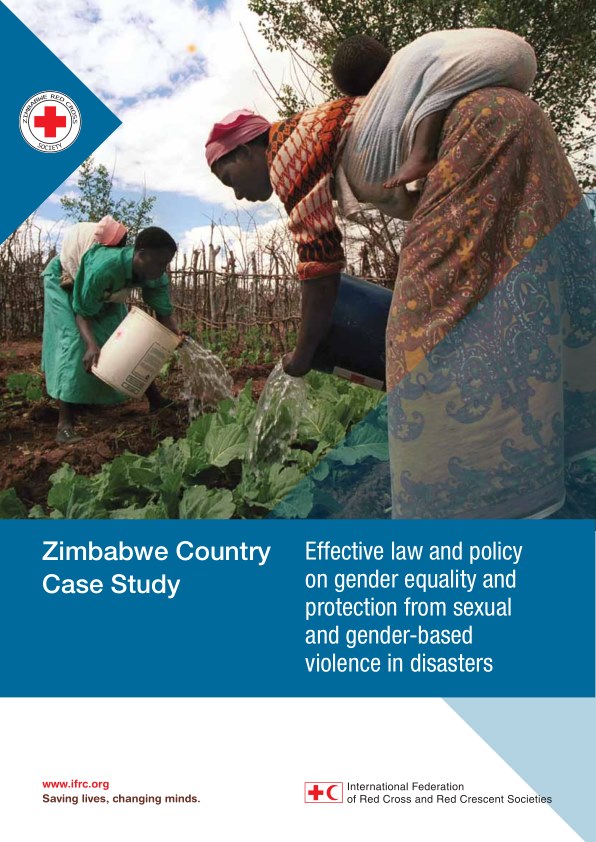 ZIMBABWE RED CROSS
SOCIETY
Zimbabwe Country
Case Study
Effective law and policy
on gender equality and
protection from sexual
and gender-based
violence in disasters
www.ifrc.org
Saving lives, changing minds.
International Federation
of Red Cross and Red Crescent Societies